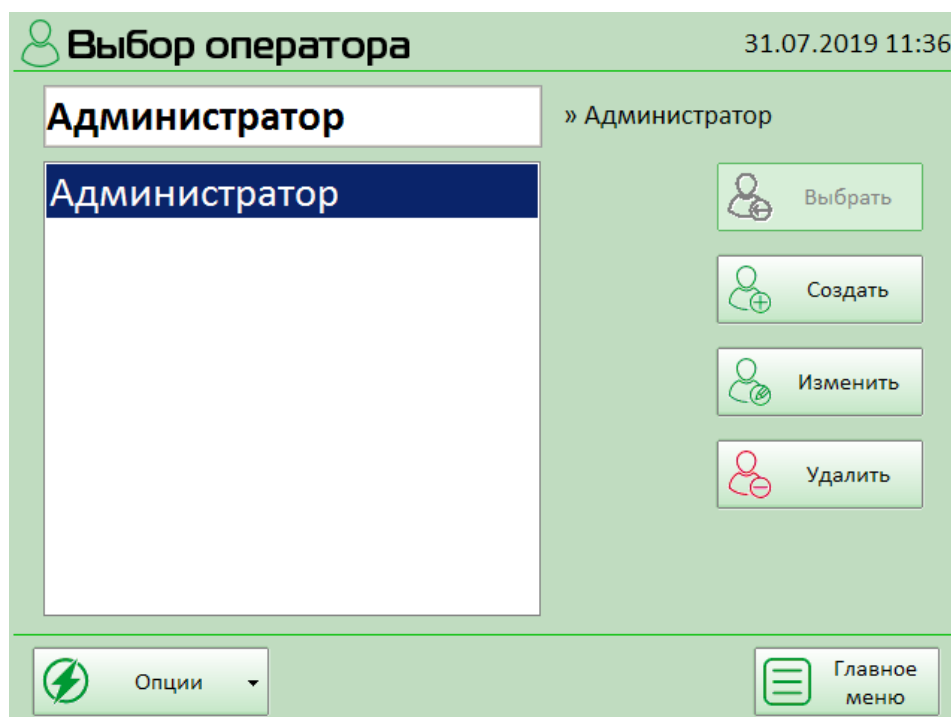 Выбор оператора
31.07.2019 11:36
Администратор
» Администратор
Администратор
Выбрать
Создать
Изменить
Удалить
Опции
Главное
меню